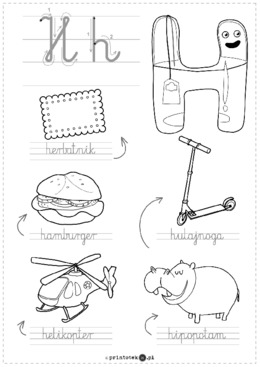 H h
herbatnik
hamburger
hulajnoga
helikopter
hipopotam
printoteka.pl